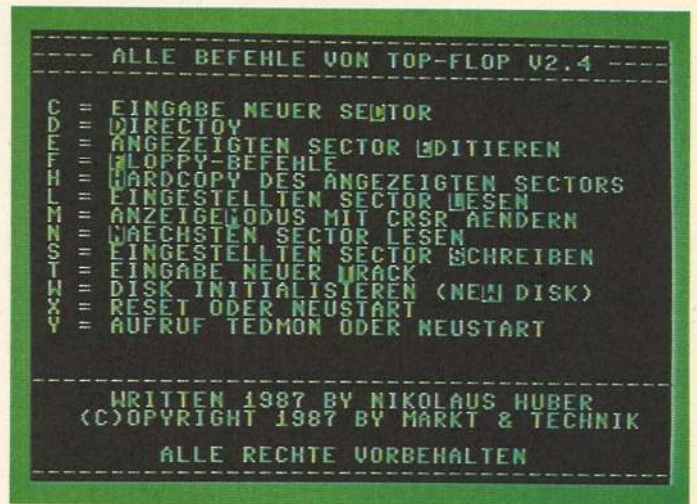 ---- ALLE BEFEHLE VON TOP-FLOP V2.4 ----
C = EINGABE NEUER SECTOR
D = DIRECTOY
E = ANGEZEIGTEN SECTOR EDITIEREN
F = FLOPPY-BEFEHLE
H = HARDCOPY DES ANGEZEIGTEN SECTORS
L = EINGESTELLTEN SECTOR LESEN
M = ANZEIGEMODUS MIT CRSR AENDERN
N = NAECHSTEN SECTOR LESEN
S = EINGESTELLTEN SECTOR SCHREIBEN
T = EINGABE NEUER TRACK
W = DISK INITIALISIEREN (NEW DISK)
X = RESET ODER NEUSTART
Y = AUFRUF TEDMON ODER NEUSTART
WRITTEN 1987 BY NIKOLAUS HUBER
(C)OPYRIGHT 1987 BY MARKT & TECHNIK
ALLE RECHTE VORBEHALTEN